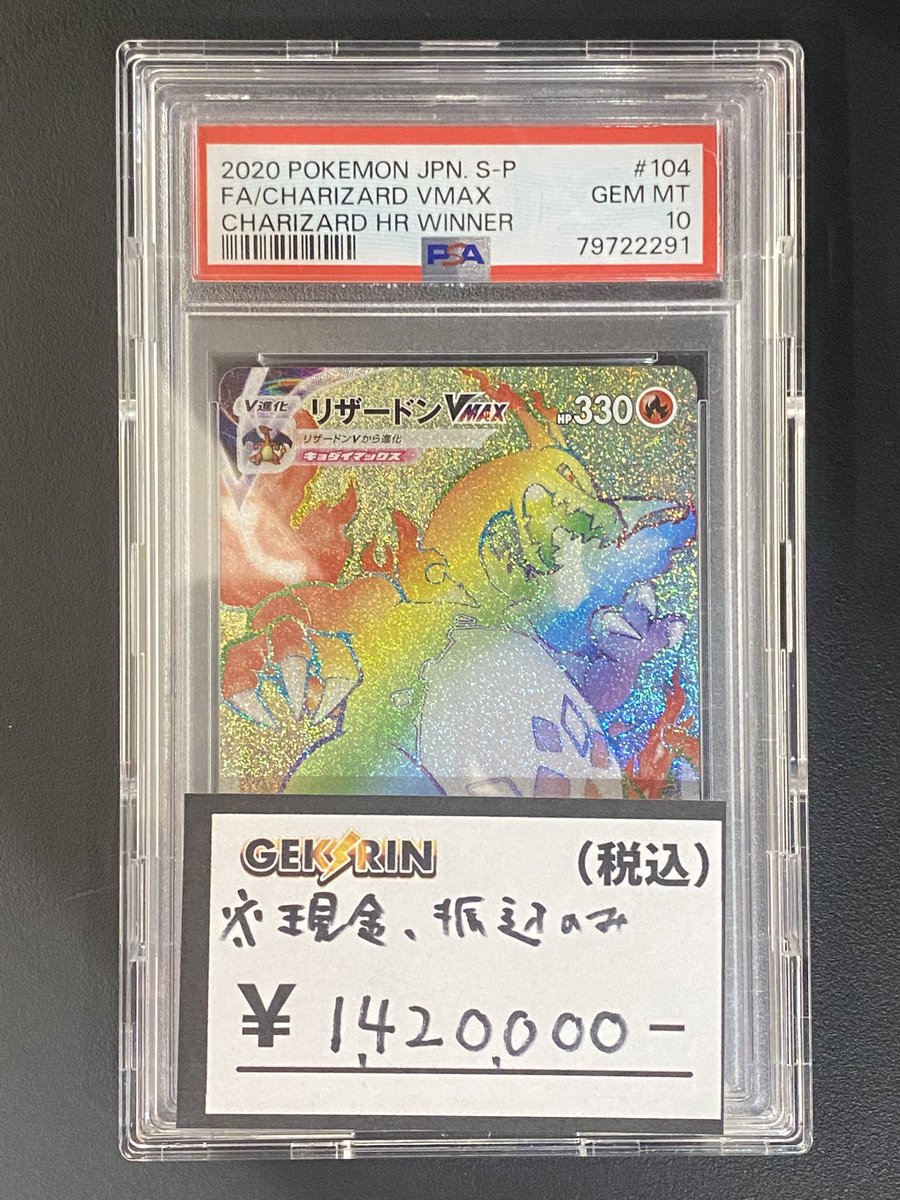 2020 POKEMON JPN. S-P #104
FA/CHARIZARD VMAX GEM MT
CHARIZARD HR WINNER 10
PSA 79722291
V進化 リザードンVMAX HP330
リザードンVから進化
キョダイマックス
GEKIRIN (税込)
※現金、振込のみ
¥ 1,420,000-